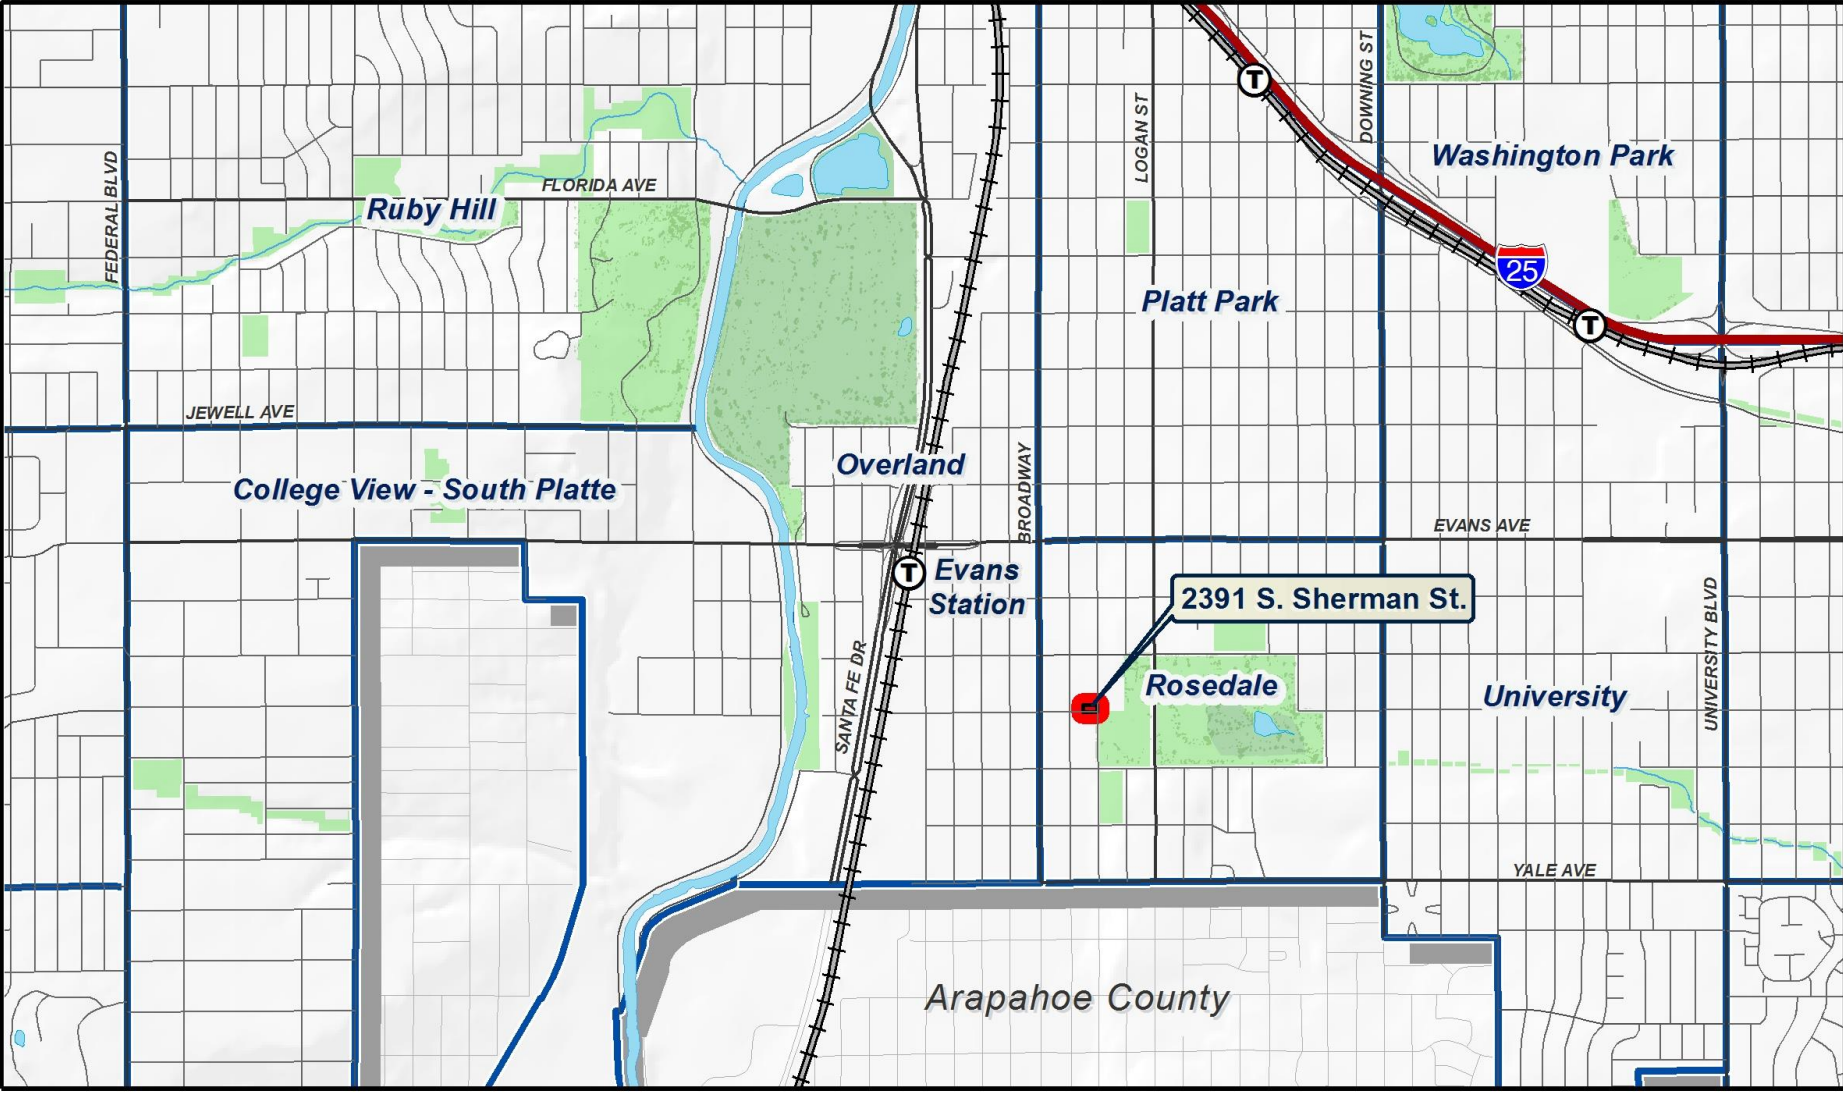 DOWNING ST
T
LOGAN ST
Washington Park
FEDERAL BLVD
FLORIDA AVE
Ruby Hill
25
Platt Park
T
JEWELL AVE
Overland
BROADWAY
College View - South Platte
EVANS AVE
T
Evans
Station
2391 S. Sherman St.
UNIVERSITY BLVD
SANTA FE DR
Rosedale
University
YALE AVE
Arapahoe County